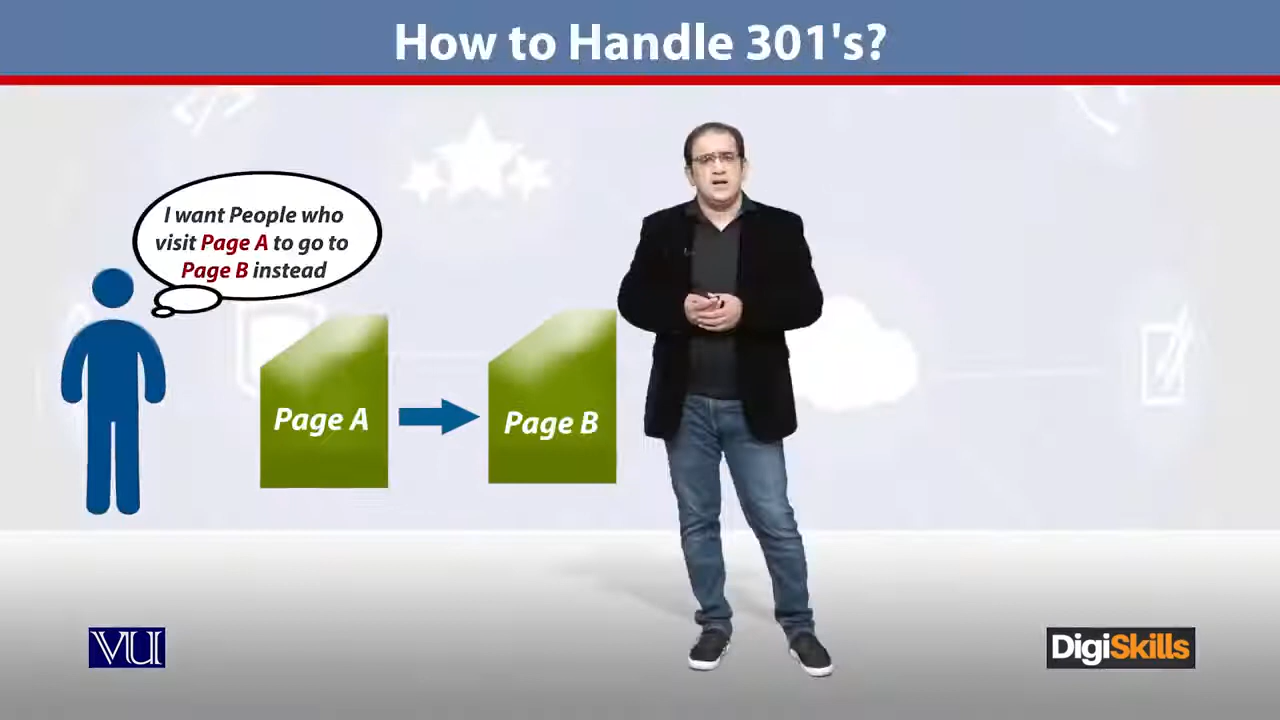 How to Handle 301's?
I want People who
visit Page A to go to
Page B instead
Page A
Page B
VU
DigiSkills